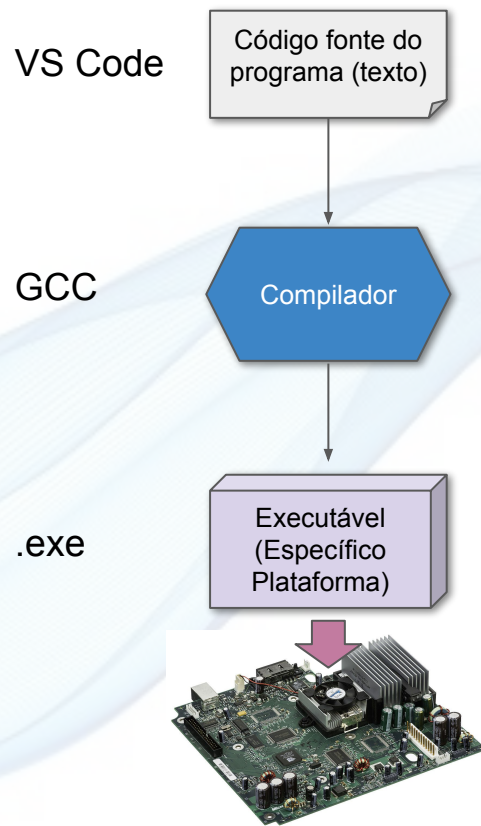 VS Code
Código fonte do
programa (texto)
GCC
Compilador
.exe
Executável
(Específico
Plataforma)